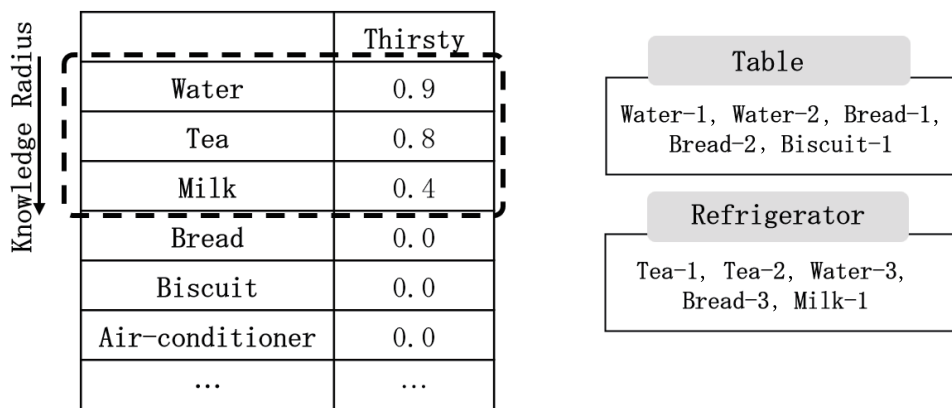 Knowledge Radius
Thirsty
Water 0.9
Tea 0.8
Milk 0.4
Bread 0.0
Biscuit 0.0
Air-conditioner 0.0
... ...
Table
Water-1, Water-2, Bread-1,
Bread-2, Biscuit-1
Refrigerator
Tea-1, Tea-2, Water-3,
Bread-3, Milk-1